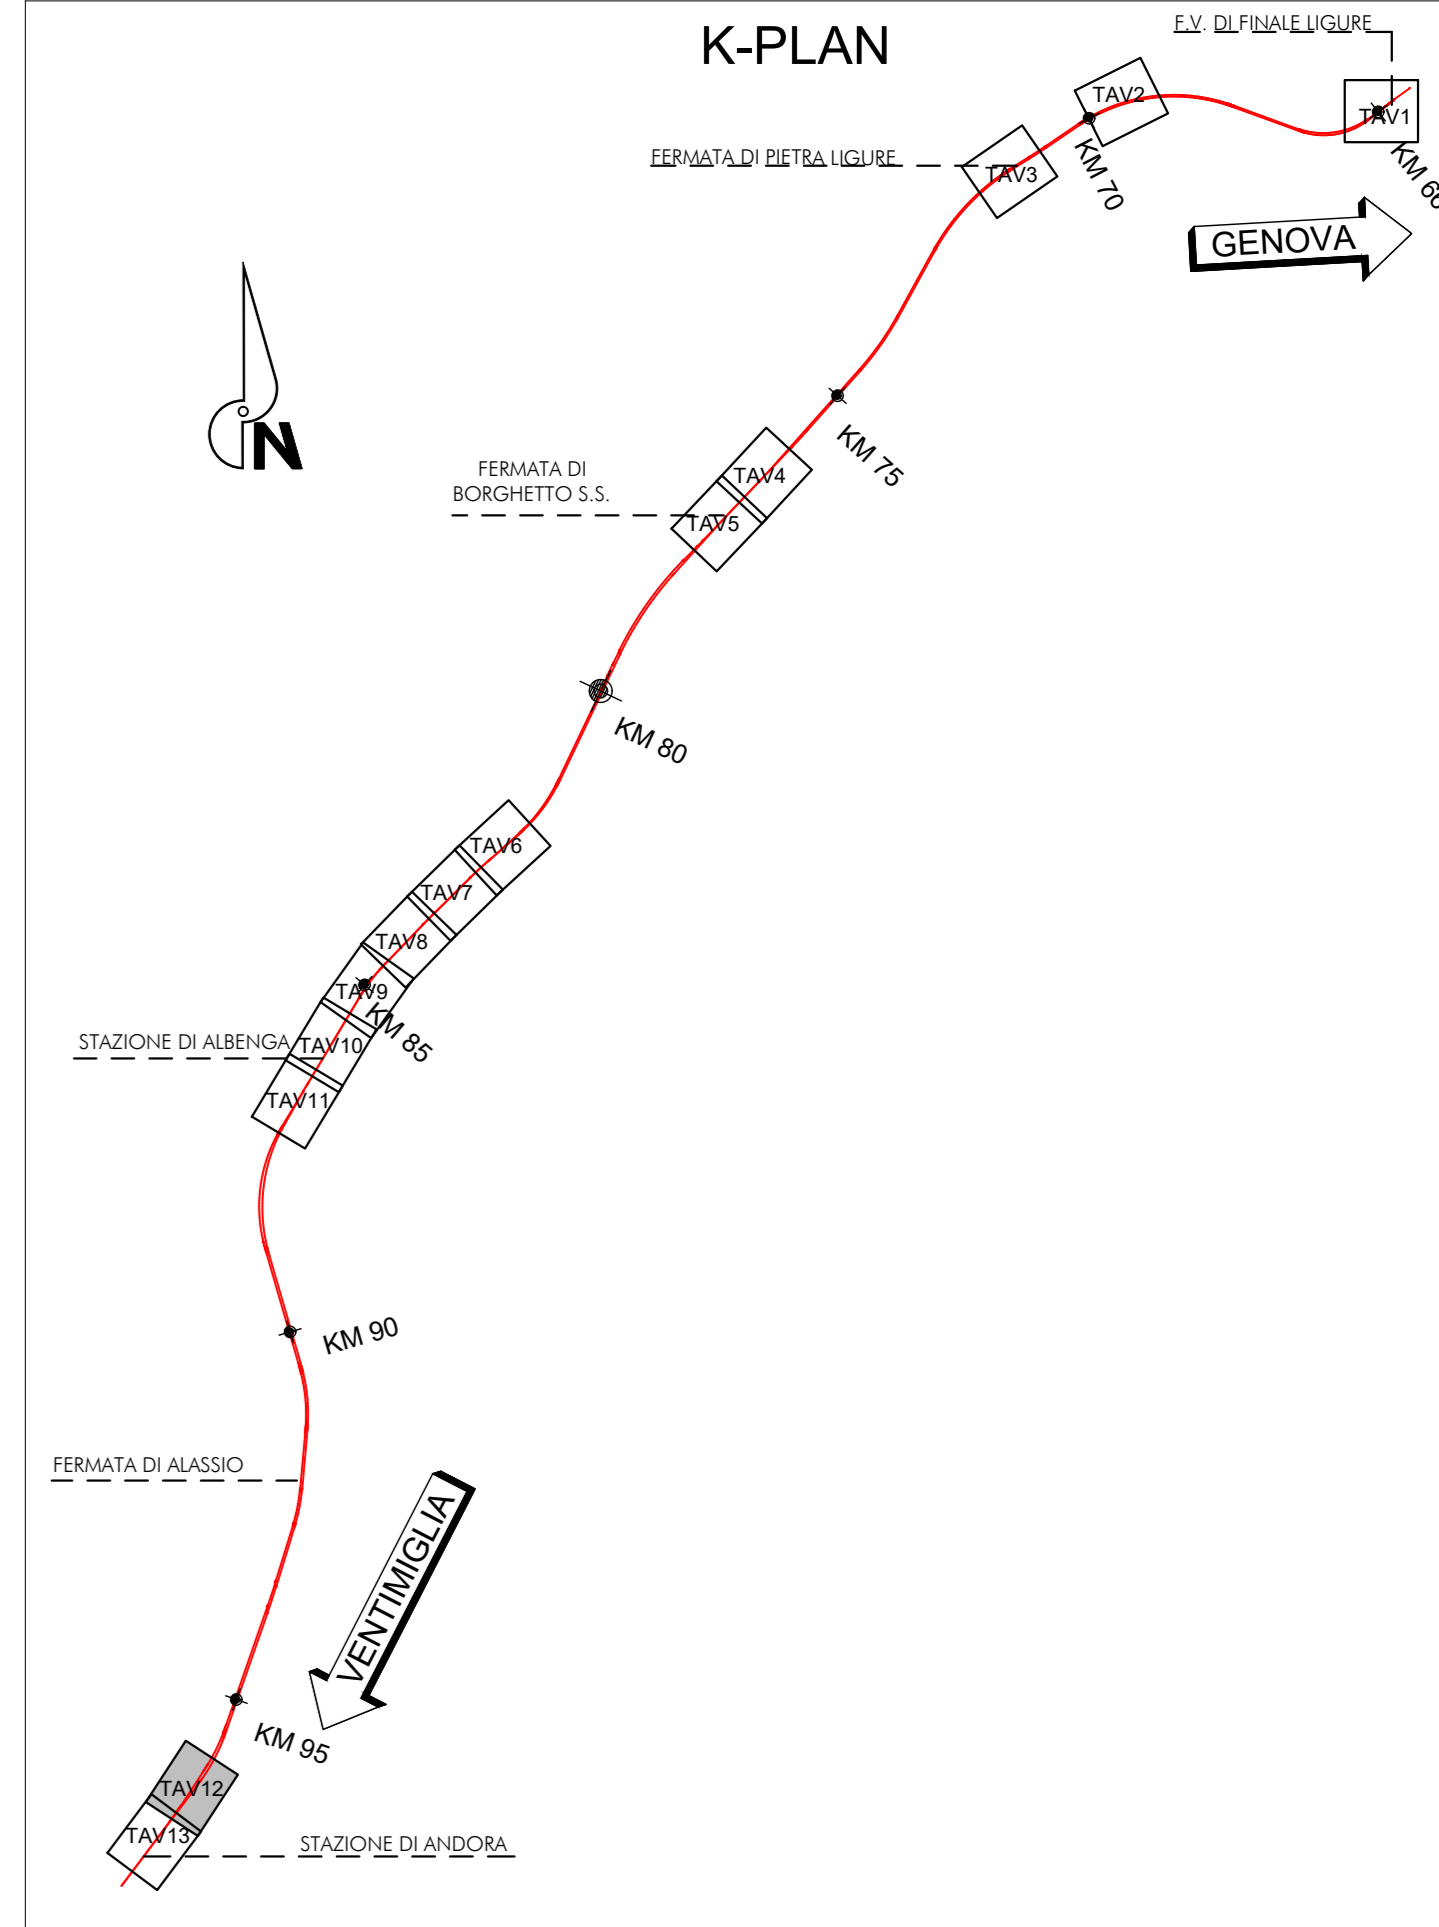 F.V. DI FINALE LIGURE
K-PLAN
TAV2
TAV1
FERMATA DI PIETRA LIGURE
TAV3
KM 70
KM 66
GENOVA
N
KM 75
FERMATA DI
BORGHETTO S.S.
TAV4
TAV5
KM 80
TAV6
TAV7
TAV8
TAV9
KM 85
STAZIONE DI ALBENGA
TAV10
TAV11
KM 90
FERMATA DI ALASSIO
VENTIMIGLIA
KM 95
TAV12
TAV13
STAZIONE DI ANDORA